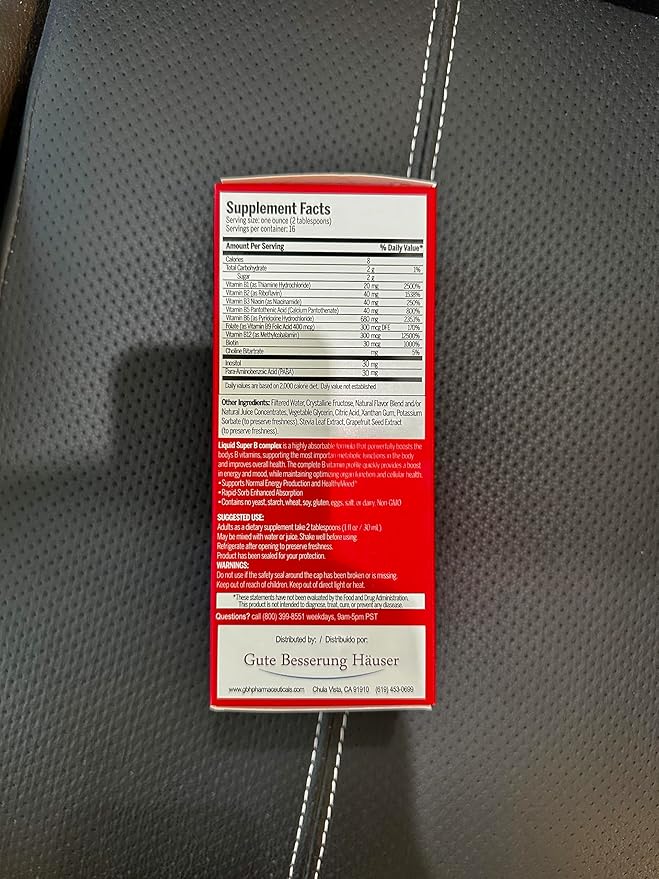 Supplement Facts
Serving size: one ounce (2 tablespoons)
Servings per container: 16
Amount Per Serving % Daily Value*
Calories 8
Total Carbohydrate 2 g 1%
Sugar 2 g
Vitamin B1 (as Thiamine Hydrochloride) 20 mg 2500%
Vitamin B2 (as Riboflavin) 40 mg 1538%
Vitamin B3 Niacin (as Niacinamide) 40 mg 250%
Vitamin B5 Pantothenic Acid (Calcium Pantothenate) 40 mg 800%
Vitamin B6 (as Pyridoxine Hydrochloride) 680 mg 2352%
Folate (as Vitamin B9 Folic Acid 400 mcg) 300 mcg DFE 170%
Vitamin B12 (as Methylcobalamin) 300 mcg 12500%
Biotin 30 mcg 1000%
Choline Bitartrate mg 5%
Inositol 30 mg
Para-Aminobenzoic Acid (PABA) 30 mg
Daily values are based on 2,000 calorie diet. Daly value not established
Other Ingredients: Filtered Water, Crystalline Fructose, Natural Flavor Blend and/or
Natural Juice Concentrates, Vegetable Glycerin, Citric Acid, Xanthan Gum, Potassium
Sorbate (to preserve freshness), Stevia Leaf Extract, Grapefruit Seed Extract
(to preserve freshness).
Liquid Super B complex is a highly absorbable formula that powerfully boosts the
bodys B vitamins, supporting the most important metabolic functions in the body
and improves overall health. The complete B vitamin profile quickly provides a boost
in energy and mood, while maintaining optimizing organ function and cellular health.
•Supports Normal Energy Production and Healthy Mood*
•Rapid-Sorb Enhanced Absorption
•Contains no yeast, starch, wheat, soy, gluten, eggs, salt or dairy, Non-GMO
SUGGESTED USE:
Adults as a dietary supplement take 2 tablespoons (1 fl oz / 30 mL).
May be mixed with water or juice. Shake well before using.
Refrigerate after opening to preserve freshness.
Product has been sealed for your protection.
WARNINGS:
Do not use if the safety seal around the cap has been broken or is missing.
Keep out of reach of children. Keep out of direct light or heat.
*These statements have not been evaluated by the Food and Drug Administration.
This product is not intended to diagnose, treat, cure, or prevent any disease.
Questions? call (800) 399-8551 weekdays, 9am-5pm PST
Distributed by: / Distribuido por:
Gute Besserung Häuser
www.gbhpharmaceuticals.com Chula Vista, CA 91910 (619) 453-0699